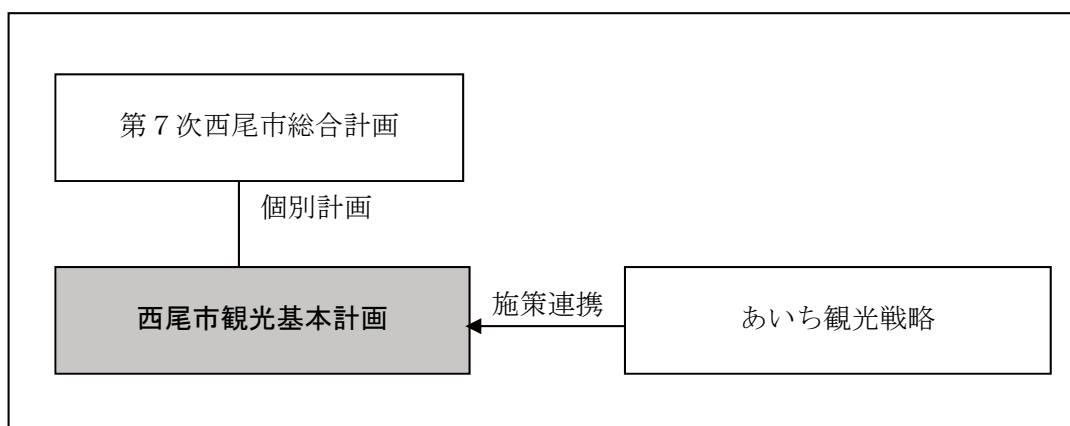 第７次西尾市総合計画
個別計画
西尾市観光基本計画
施策連携
あいち観光戦略